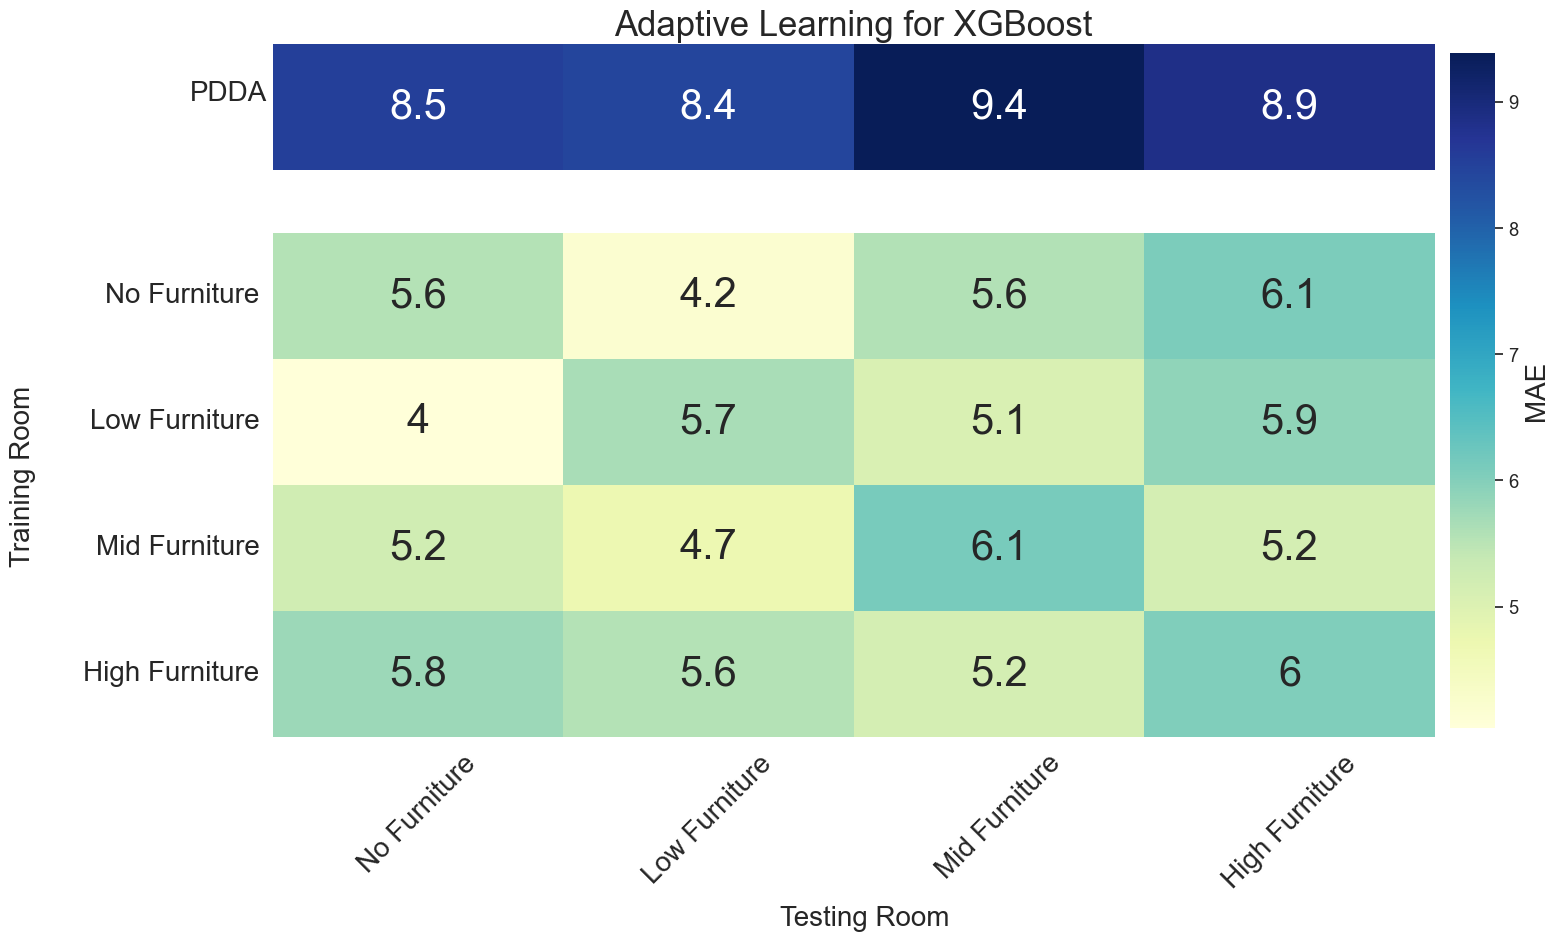 Adaptive Learning for XGBoost
PDDA
8.5 8.4 9.4 8.9
No Furniture
5.6 4.2 5.6 6.1
Low Furniture
4 5.7 5.1 5.9
Mid Furniture
5.2 4.7 6.1 5.2
High Furniture
5.8 5.6 5.2 6
Training Room
No Furniture
Low Furniture
Mid Furniture
High Furniture
Testing Room
9
8
7
6
5
MAE